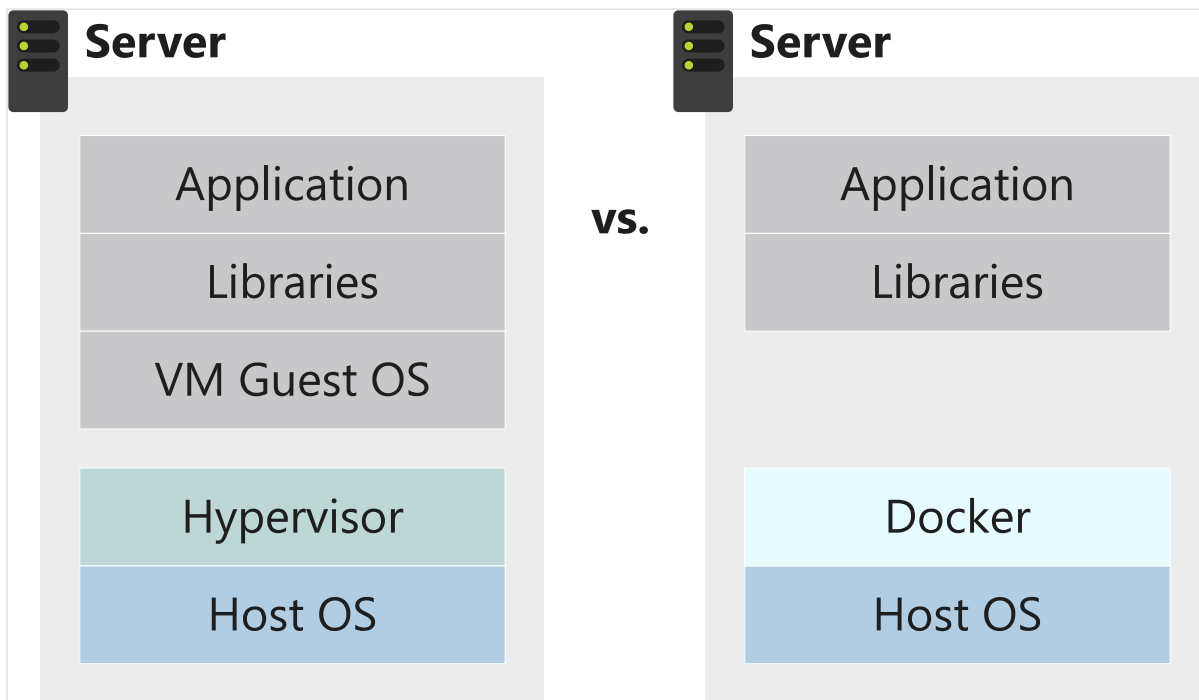 Server
Application
Libraries
VM Guest OS
Hypervisor
Host OS
vs.
Server
Application
Libraries
Docker
Host OS